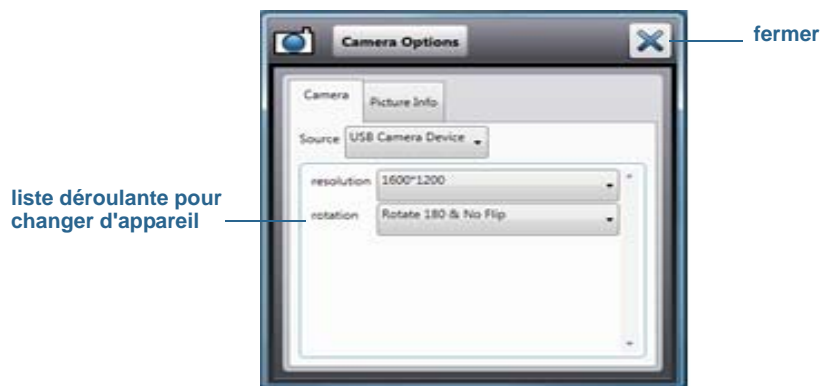 Camera Options
fermer
Camera
Picture Info
Source USB Camera Device
resolution 1600*1200
liste déroulante pour
changer d'appareil
rotation Rotate 180 & No Flip